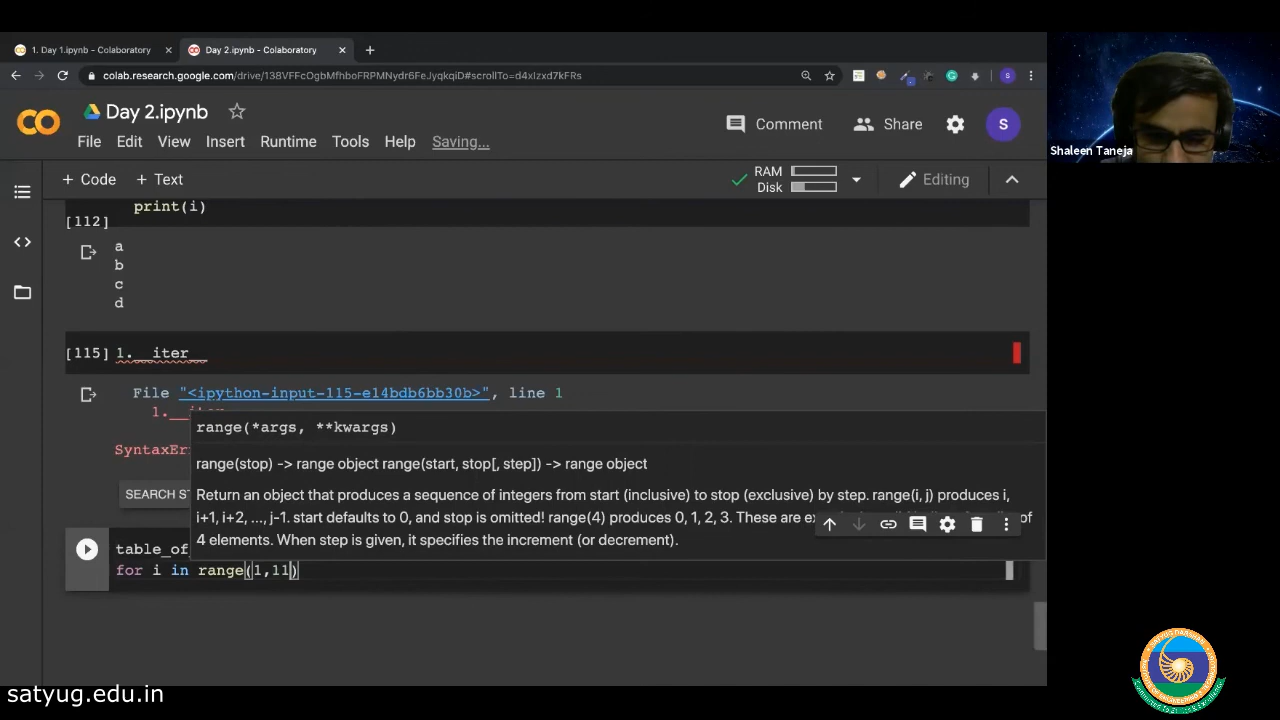 1. Day 1.ipynb - Colaboratory
Day 2.ipynb - Colaboratory
colab.research.google.com/drive/138VFFcOgbMfhboFRPMNydr6FeJyqkqiD#scrollTo=d4xIzxd7kFRs
CO
Day 2.ipynb
File Edit View Insert Runtime Tools Help Saving...
Comment
Share
S
+ Code + Text
RAM
Disk
Editing
Shaleen Taneja
print(i)
[112]
a
b
c
d
[115] 1.__iter__
File "<ipython-input-115-e14bdb6bb30b>", line 1
range(*args, **kwargs)
range(stop) -> range object range(start, stop[, step]) -> range object
Return an object that produces a sequence of integers from start (inclusive) to stop (exclusive) by step. range(i, j) produces i,
i+1, i+2, ..., j-1. start defaults to 0, and stop is omitted! range(4) produces 0, 1, 2, 3. These are of
4 elements. When step is given, it specifies the increment (or decrement).
SyntaxEr
SEARCH ST
table_of_
for i in range(1,11)
satyug.edu.in